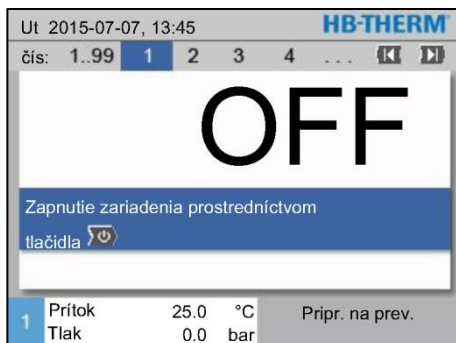 Ut 2015-07-07, 13:45 HB-THERM
čís: 1..99 1 2 3 4 ...
OFF
Zapnutie zariadenia prostredníctvom
tlačidla
1 Prítok 25.0 °C Pripr. na prev.
Tlak 0.0 bar